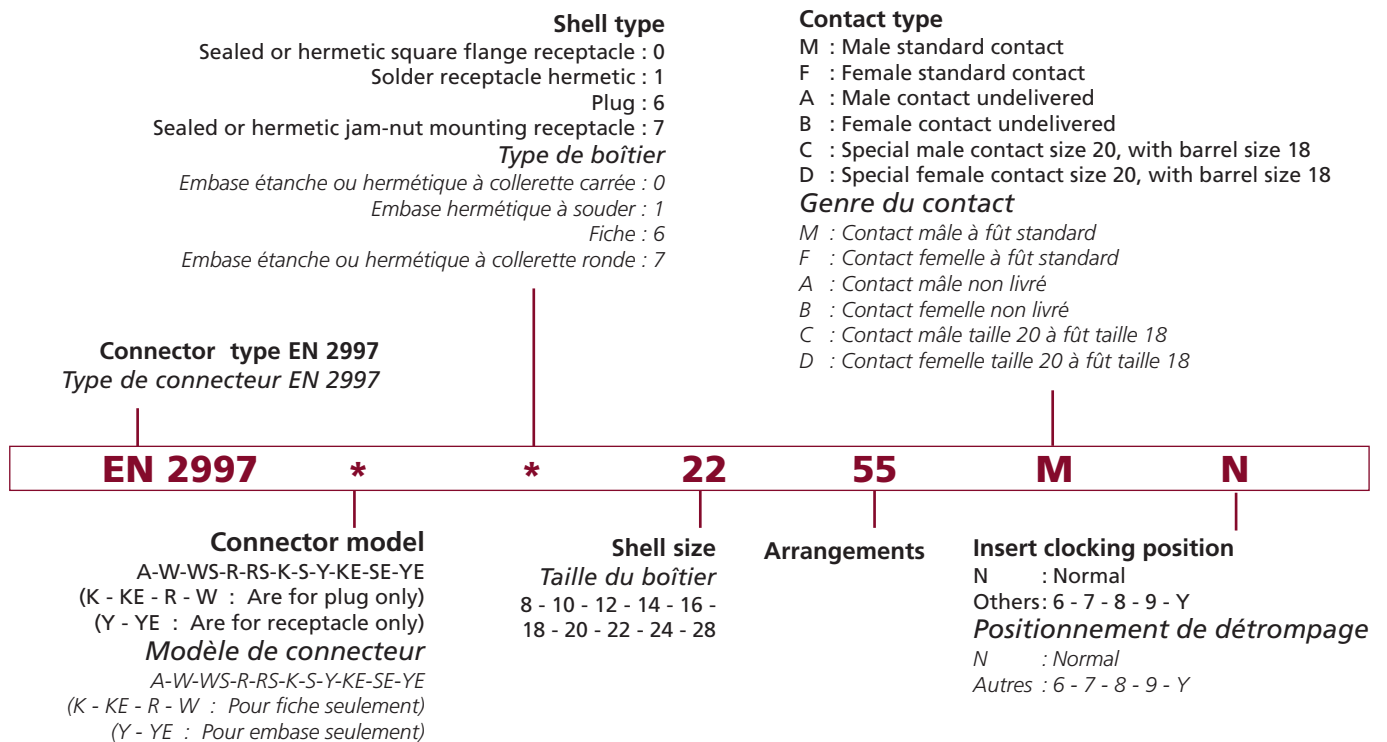 Shell type
Sealed or hermetic square flange receptacle : 0
Solder receptacle hermetic : 1
Plug : 6
Sealed or hermetic jam-nut mounting receptacle : 7
Type de boîtier
Embase étanche ou hermétique à collerette carrée : 0
Embase hermétique à souder : 1
Fiche : 6
Embase étanche ou hermétique à collerette ronde : 7
Contact type
M : Male standard contact
F : Female standard contact
A : Male contact undelivered
B : Female contact undelivered
C : Special male contact size 20, with barrel size 18
D : Special female contact size 20, with barrel size 18
Genre du contact
M : Contact mâle à fût standard
F : Contact femelle à fût standard
A : Contact mâle non livré
B : Contact femelle non livré
C : Contact mâle taille 20 à fût taille 18
D : Contact femelle taille 20 à fût taille 18
Connector type EN 2997
Type de connecteur EN 2997
EN 2997 * * 22 55 M N
Connector model
A-W-WS-R-RS-K-S-Y-KE-SE-YE
(K - KE - R - W : Are for plug only)
(Y - YE : Are for receptacle only)
Modèle de connecteur
A-W-WS-R-RS-K-S-Y-KE-SE-YE
(K - KE - R - W : Pour fiche seulement)
(Y - YE : Pour embase seulement)
Shell size
Taille du boîtier
8 - 10 - 12 - 14 - 16 -
18 - 20 - 22 - 24 - 28
Arrangements
Insert clocking position
N : Normal
Others : 6 - 7 - 8 - 9 - Y
Positionnement de détrompage
N : Normal
Autres : 6 - 7 - 8 - 9 - Y